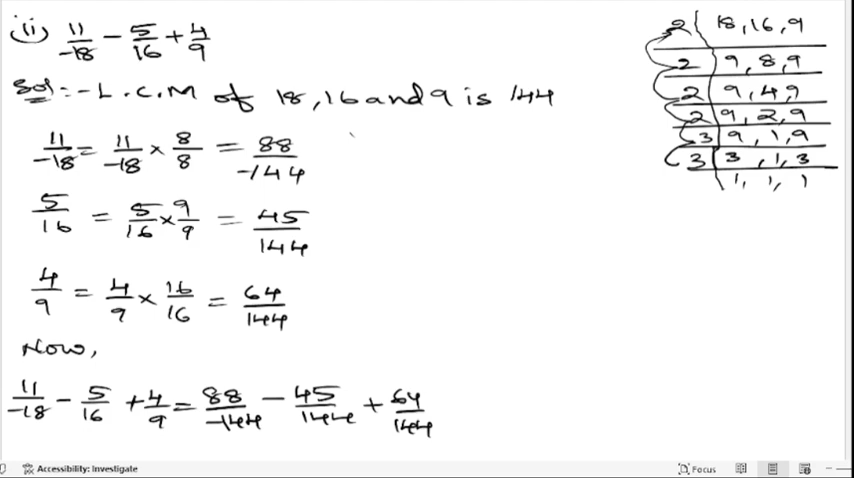 (ii) 11/-18 - 5/16 + 4/9
Sol:- L.C.M of 18,16 and 9 is 144
11/-18 = 11/-18 × 8/8 = 88/-144
5/16 = 5/16 × 9/9 = 45/144
4/9 = 4/9 × 16/16 = 64/144
Now,
11/-18 - 5/16 + 4/9 = 88/-144 - 45/144 + 64/144
2 | 18, 16, 9
2 | 9, 8, 9
2 | 9, 4, 9
2 | 9, 2, 9
3 | 9, 1, 9
3 | 3, 1, 3
| 1, 1, 1
Accessibility: Investigate
Focus